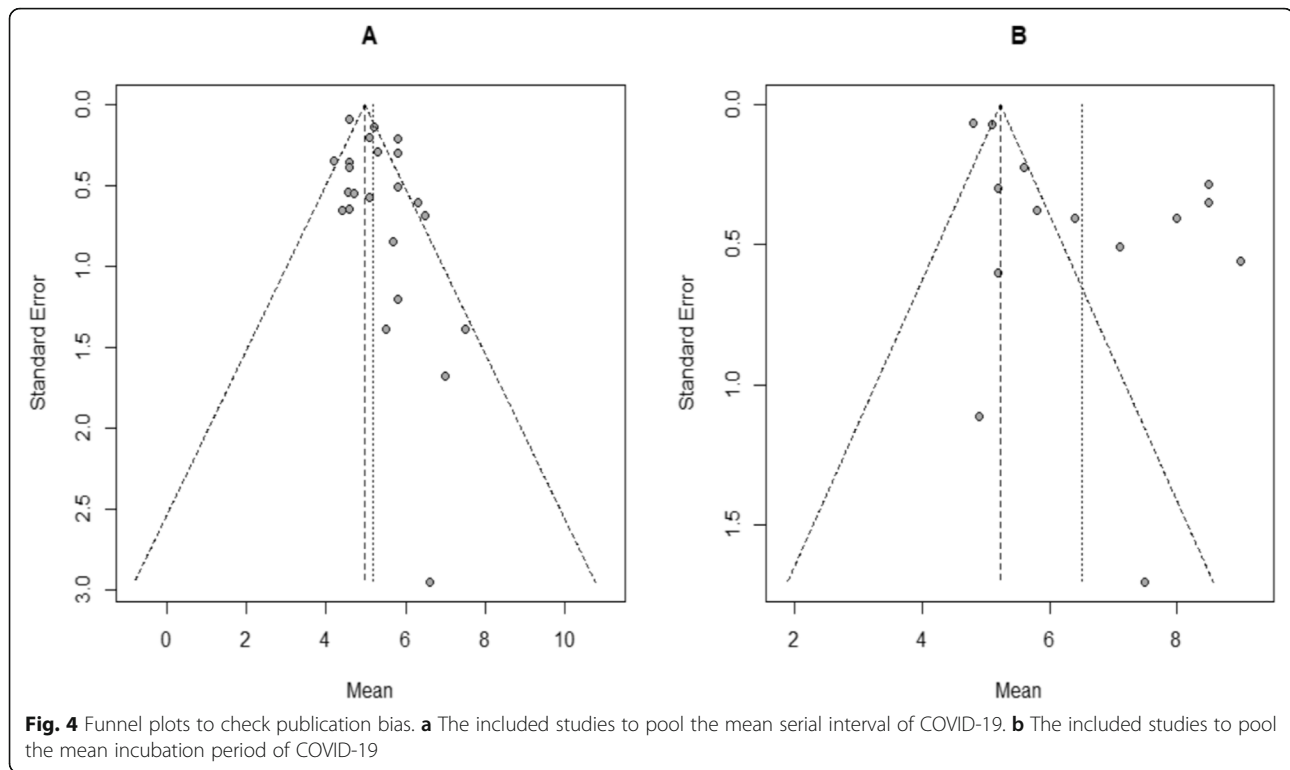 A
B
0.0
0.5
1.0
1.5
2.0
2.5
3.0
Standard Error
0
2
4
6
8
10
Mean
0.0
0.5
1.0
1.5
Standard Error
2
4
6
8
Mean
Fig. 4 Funnel plots to check publication bias. a The included studies to pool the mean serial interval of COVID-19. b The included studies to pool
the mean incubation period of COVID-19